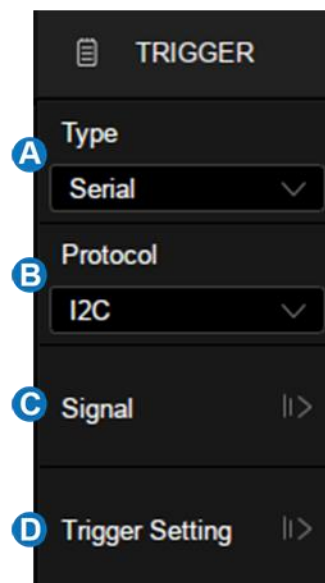 TRIGGER
A
Type
Serial
B
Protocol
I2C
C
Signal
D
Trigger Setting